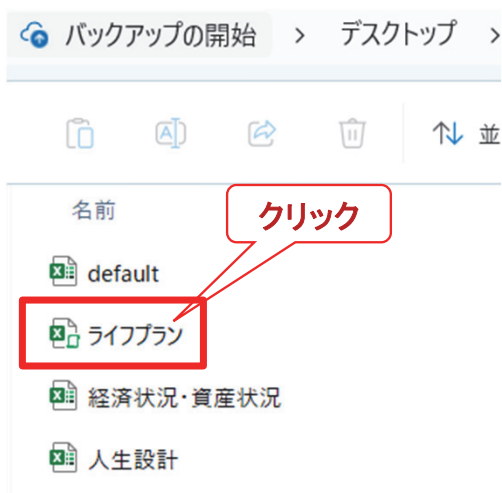 バックアップの開始 > デスクトップ >
並
名前
クリック
default
ライフプラン
経済状況・資産状況
人生設計